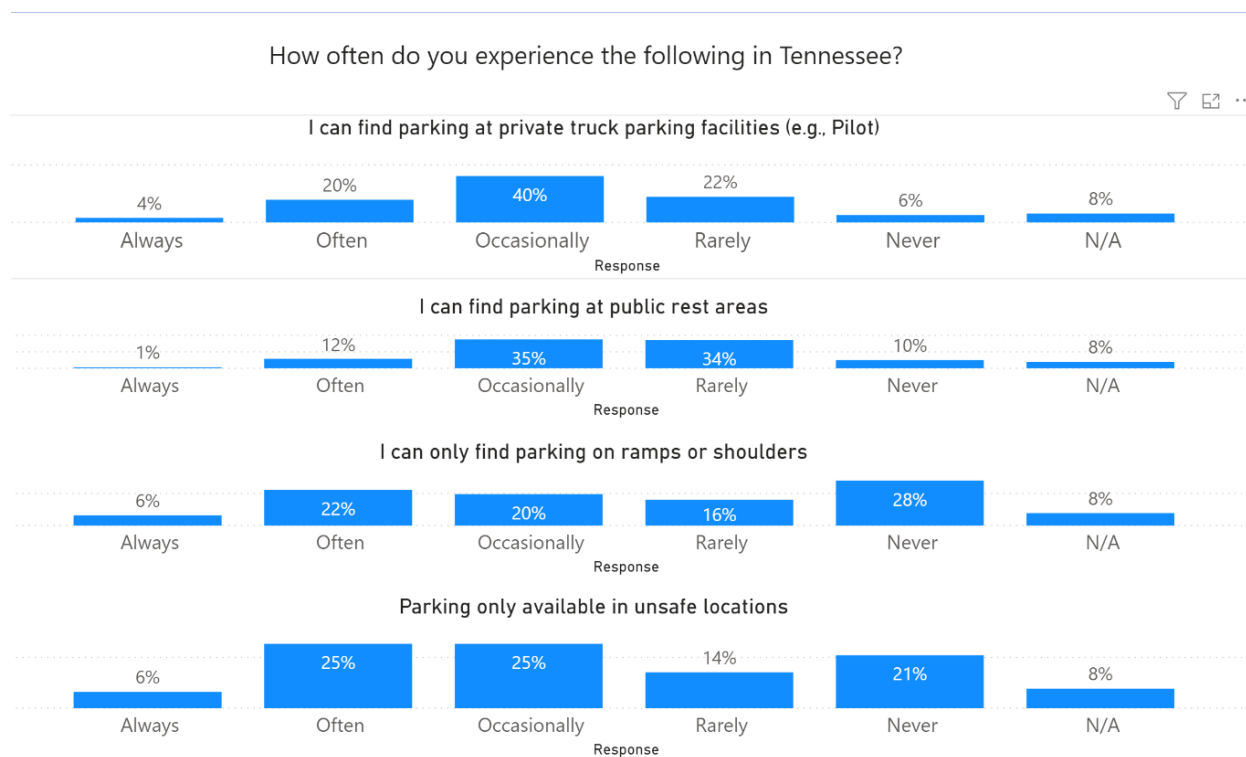 How often do you experience the following in Tennessee?
I can find parking at private truck parking facilities (e.g., Pilot)
4% 20% 40% 22% 6% 8%
Always Often Occasionally Rarely Never N/A
Response
I can find parking at public rest areas
1% 12% 35% 34% 10% 8%
Always Often Occasionally Rarely Never N/A
Response
I can only find parking on ramps or shoulders
6% 22% 20% 16% 28% 8%
Always Often Occasionally Rarely Never N/A
Response
Parking only available in unsafe locations
6% 25% 25% 14% 21% 8%
Always Often Occasionally Rarely Never N/A
Response